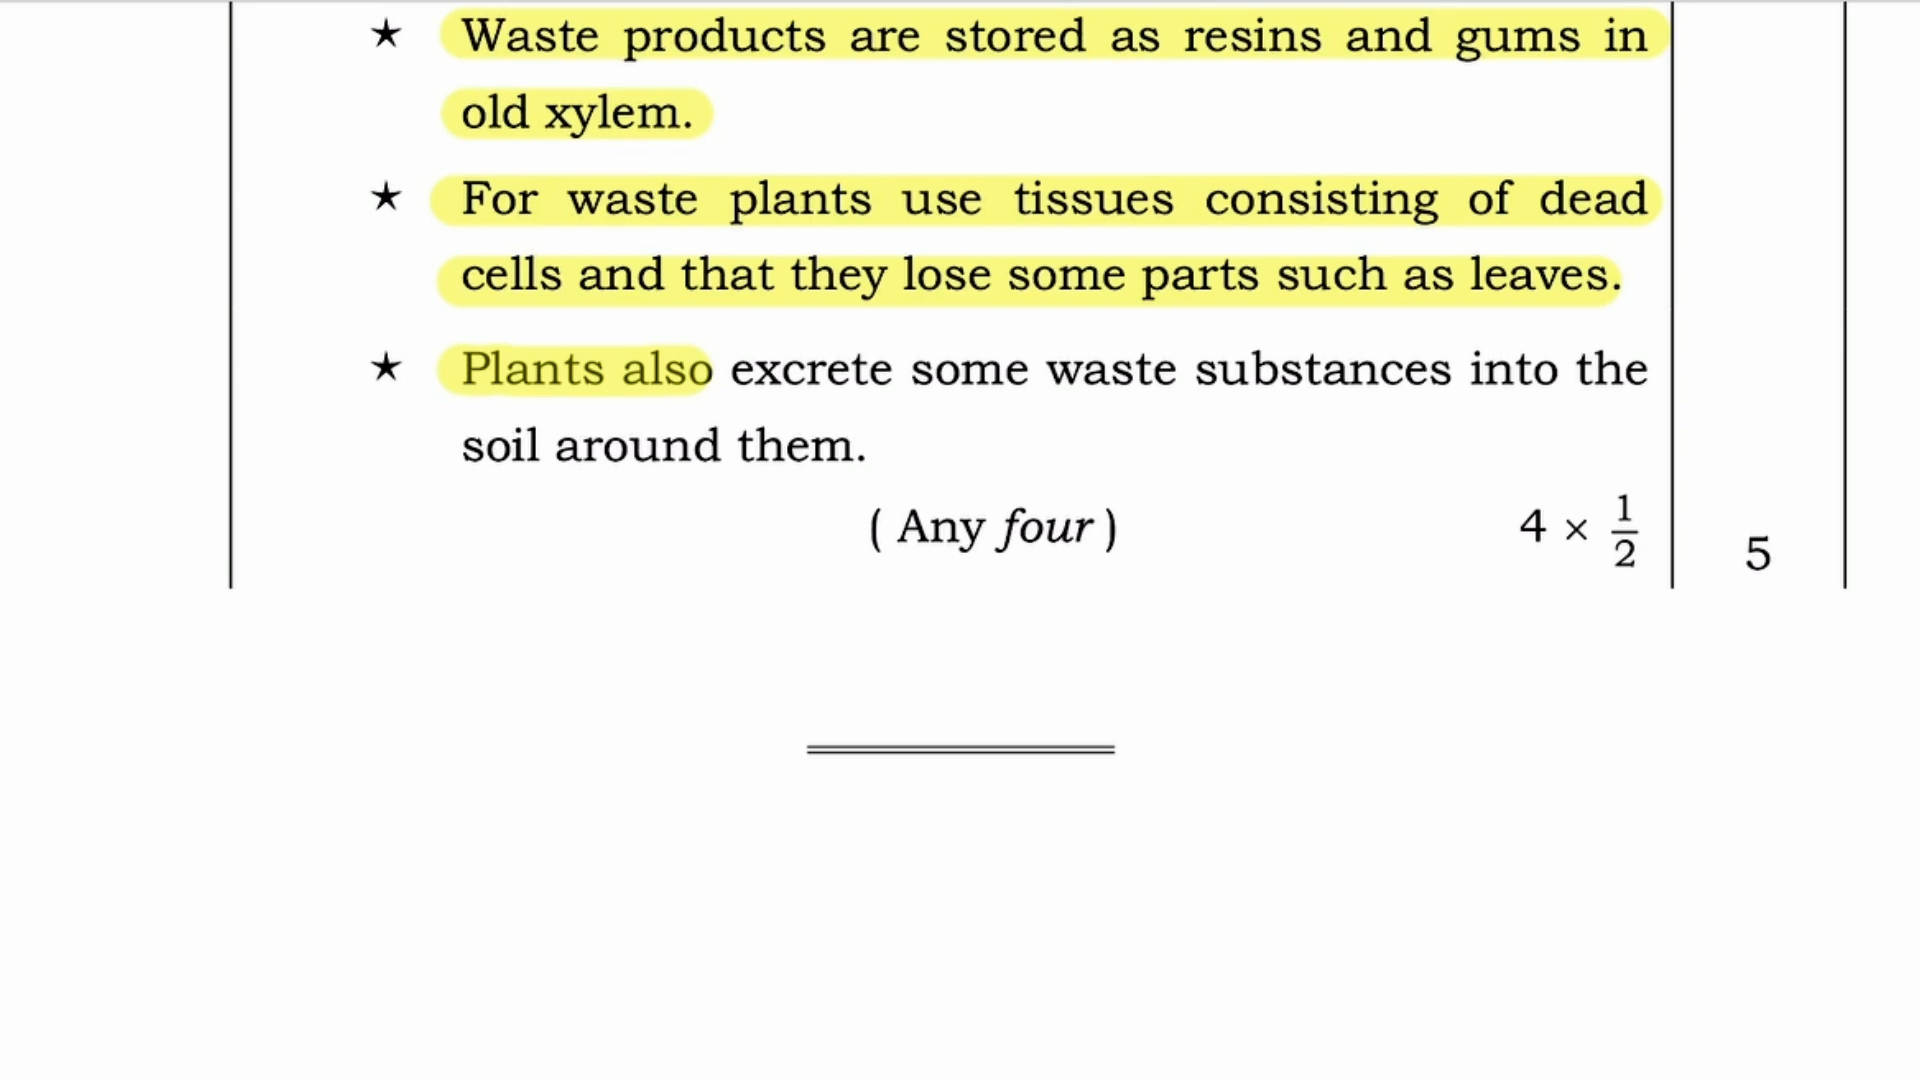 ★ Waste products are stored as resins and gums in
old xylem.
★ For waste plants use tissues consisting of dead
cells and that they lose some parts such as leaves.
★ Plants also excrete some waste substances into the
soil around them.
( Any four ) 4 × 1/2 5